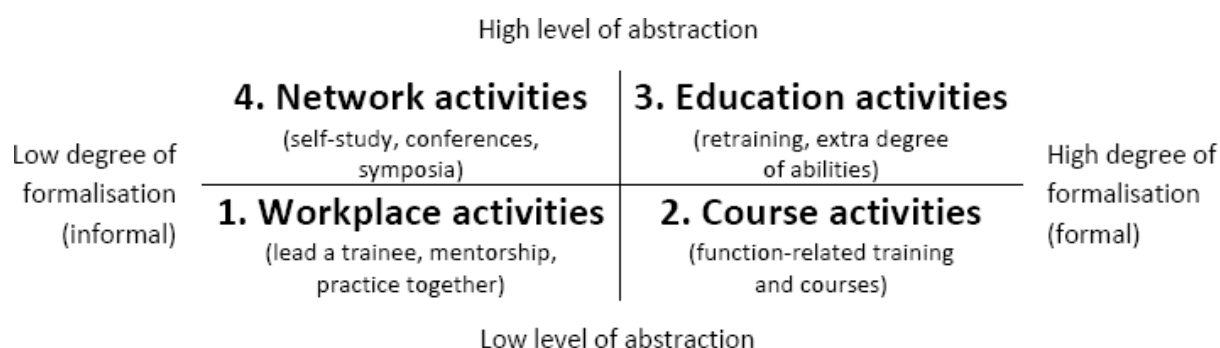 High level of abstraction
4. Network activities
(self-study, conferences,
symposia)
3. Education activities
(retraining, extra degree
of abilities)
Low degree of
formalisation
(informal)
High degree of
formalisation
(formal)
1. Workplace activities
(lead a trainee, mentorship,
practice together)
2. Course activities
(function-related training
and courses)
Low level of abstraction